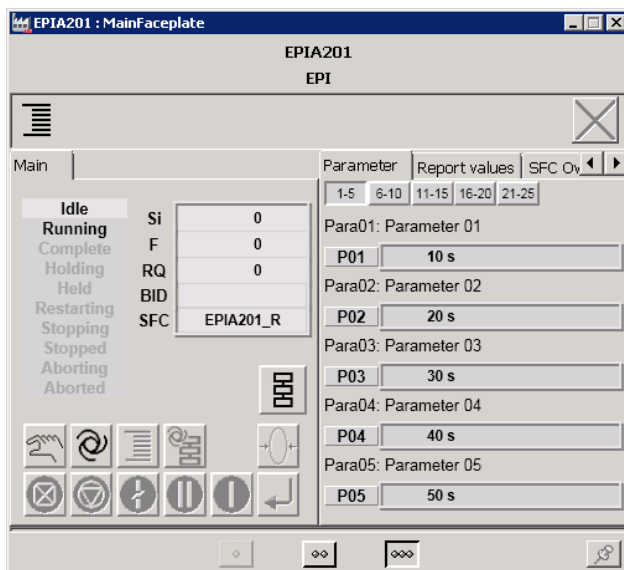 EPIA201 : MainFaceplate
EPIA201
EPI
Main
Idle
Running
Complete
Holding
Held
Restarting
Stopping
Stopped
Aborting
Aborted
Si 0
F 0
RQ 0
BID
SFC EPIA201_R
Parameter Report values SFC Ov
1-5 6-10 11-15 16-20 21-25
Para01: Parameter 01
P01 10 s
Para02: Parameter 02
P02 20 s
Para03: Parameter 03
P03 30 s
Para04: Parameter 04
P04 40 s
Para05: Parameter 05
P05 50 s